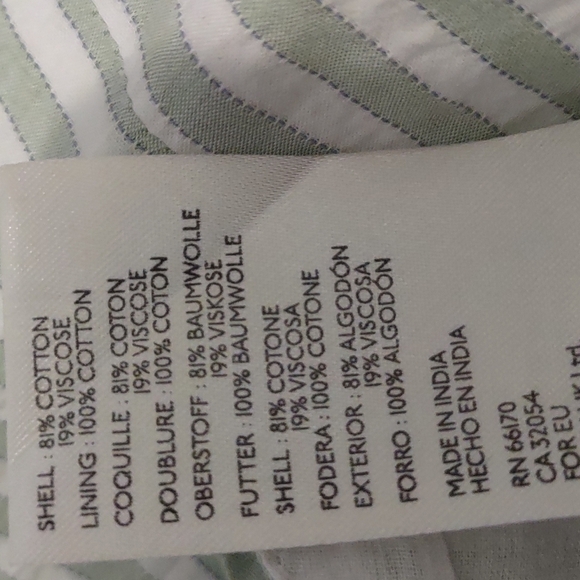 SHELL : 81% COTTON
19% VISCOSE
LINING : 100% COTTON
COQUILLE : 81% COTON
19% VISCOSE
DOUBLURE : 100% COTON
OBERSTOFF : 81% BAUMWOLLE
19% VISKOSE
FUTTER : 100% BAUMWOLLE
SHELL : 81% COTONE
19% VISCOSA
FODERA : 100% COTONE
EXTERIOR : 81% ALGODÓN
19% VISCOSA
FORRO : 100% ALGODÓN
MADE IN INDIA
HECHO EN INDIA
RN 66170
CA 32054
FOR EU
Ltd